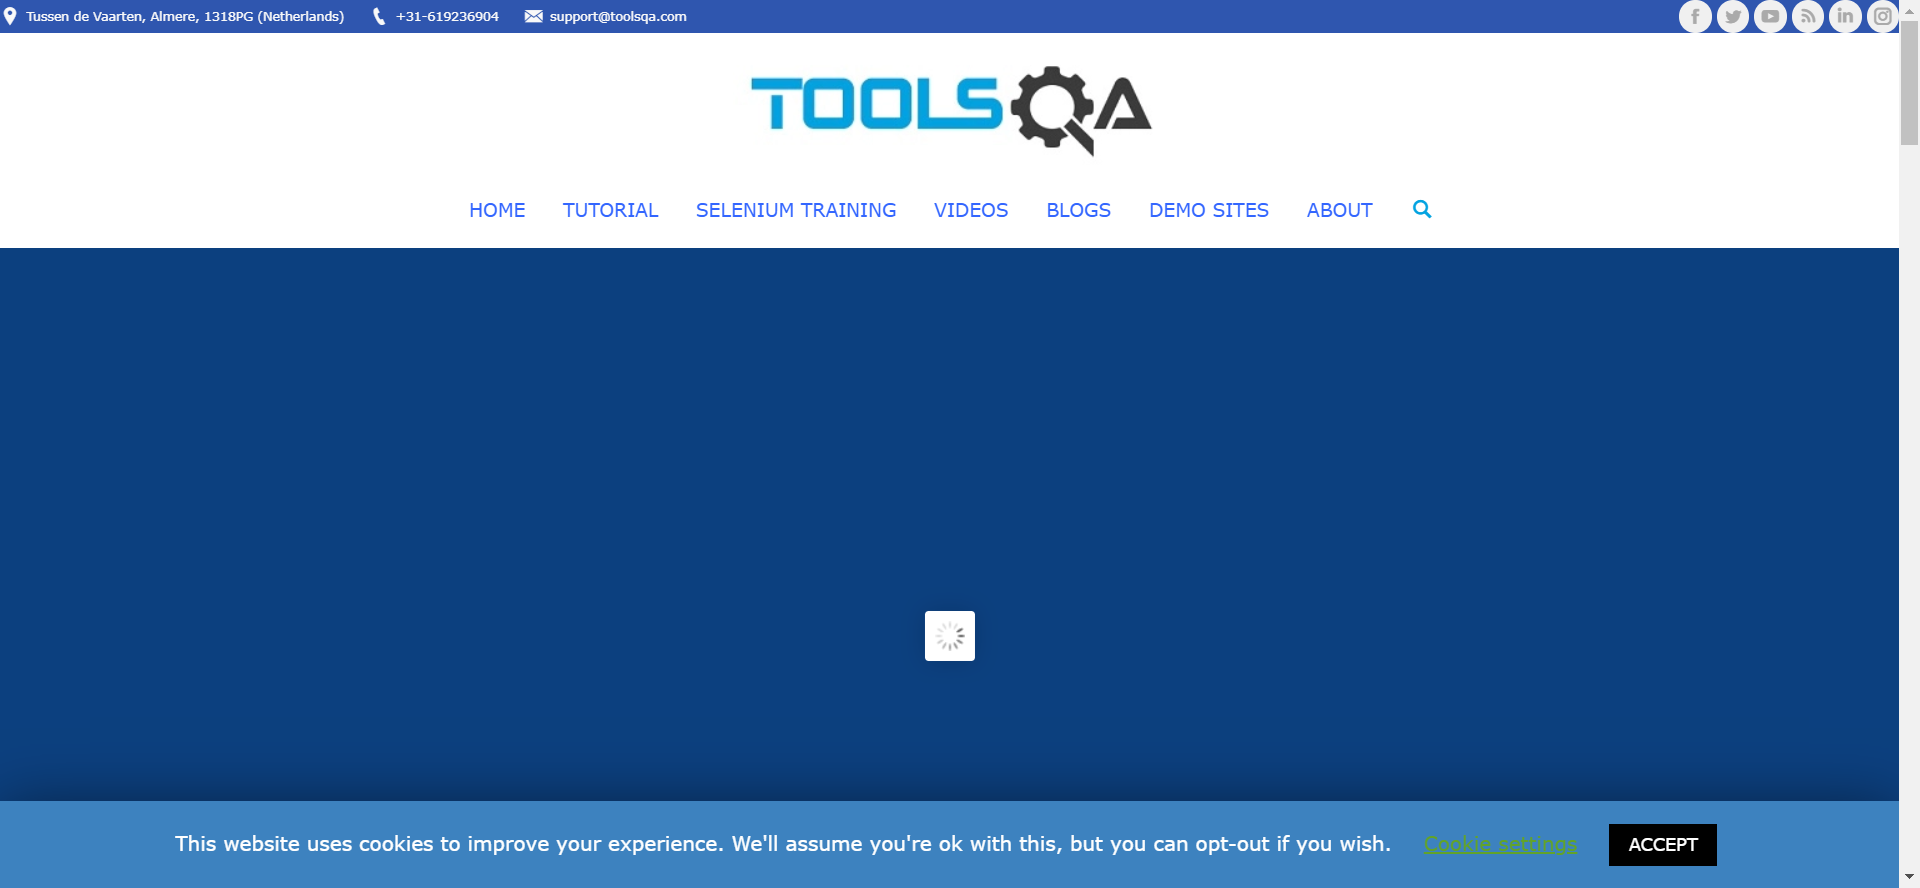 Tussen de Vaarten, Almere, 1318PG (Netherlands) +31-619236904 support@toolsqa.com
TOOLSQA
HOME TUTORIAL SELENIUM TRAINING VIDEOS BLOGS DEMO SITES ABOUT
This website uses cookies to improve your experience. We'll assume you're ok with this, but you can opt-out if you wish. Cookie settings ACCEPT